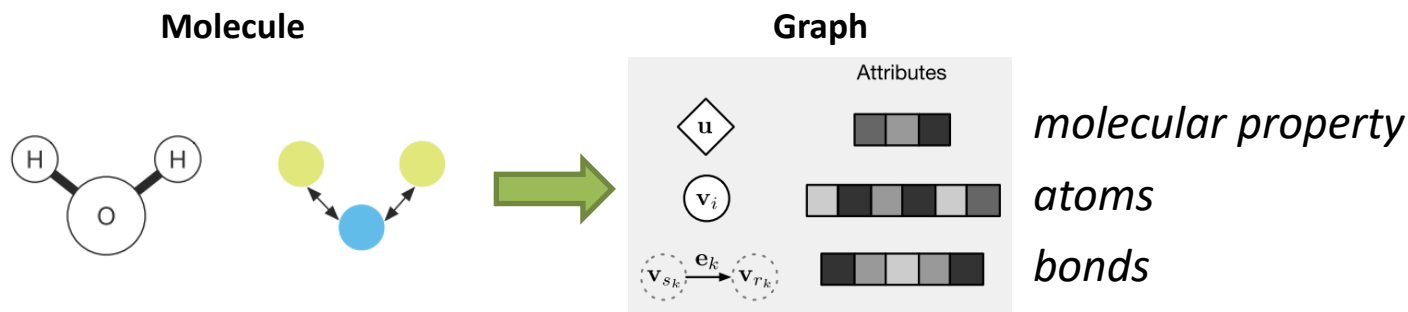 Molecule
Graph
H
H
O
Attributes
u
molecular property
v_i
atoms
v_{s_k}
e_k
v_{r_k}
bonds